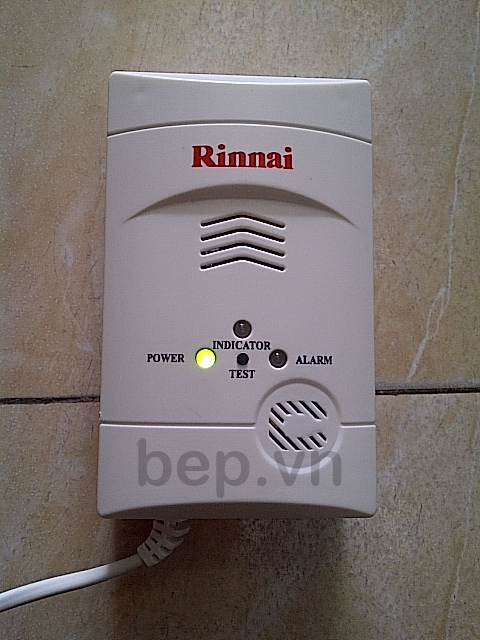 Rinnai
INDICATOR
POWER
ALARM
TEST
bep.vn